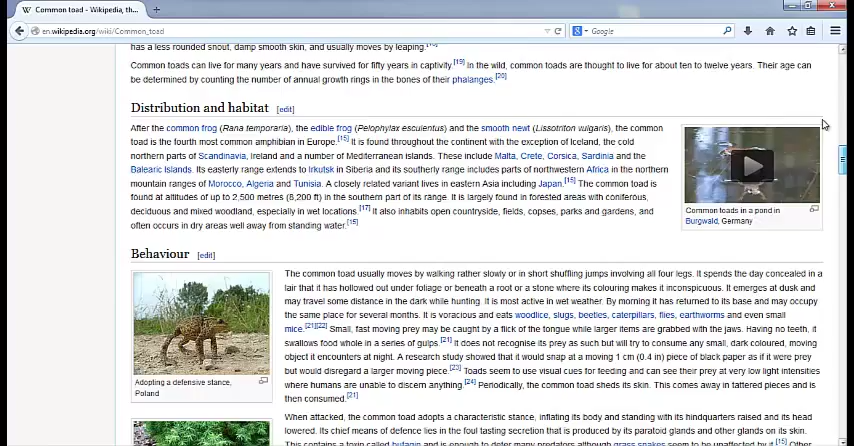 Common toad - Wikipedia, th...
en.wikipedia.org/wiki/Common_toad
Google
has a less rounded snout, damp smooth skin, and usually moves by leaping.
Common toads can live for many years and have survived for fifty years in captivity.[19] In the wild, common toads are thought to live for about ten to twelve years. Their age can
be determined by counting the number of annual growth rings in the bones of their phalanges.[20]
Distribution and habitat [edit]
After the common frog (Rana temporaria), the edible frog (Pelophylax esculentus) and the smooth newt (Lissotriton vulgaris), the common
toad is the fourth most common amphibian in Europe.[15] It is found throughout the continent with the exception of Iceland, the cold
northern parts of Scandinavia, Ireland and a number of Mediterranean islands. These include Malta, Crete, Corsica, Sardinia and the
Balearic Islands. Its easterly range extends to Irkutsk in Siberia and its southerly range includes parts of northwestern Africa in the northern
mountain ranges of Morocco, Algeria and Tunisia. A closely related variant lives in eastern Asia including Japan.[15] The common toad is
found at altitudes of up to 2,500 metres (8,200 ft) in the southern part of its range. It is largely found in forested areas with coniferous,
deciduous and mixed woodland, especially in wet locations.[17] It also inhabits open countryside, fields, copses, parks and gardens, and
often occurs in dry areas well away from standing water.[15]
Common toads in a pond in
Burgwald, Germany
Behaviour [edit]
The common toad usually moves by walking rather slowly or in short shuffling jumps involving all four legs. It spends the day concealed in a
lair that it has hollowed out under foliage or beneath a root or a stone where its colouring makes it inconspicuous. It emerges at dusk and
may travel some distance in the dark while hunting. It is most active in wet weather. By morning it has returned to its base and may occupy
the same place for several months. It is voracious and eats woodlice, slugs, beetles, caterpillars, flies, earthworms and even small
mice.[21][22] Small, fast moving prey may be caught by a flick of the tongue while larger items are grabbed with the jaws. Having no teeth, it
swallows food whole in a series of gulps.[21] It does not recognise its prey as such but will try to consume any small, dark coloured, moving
object it encounters at night. A research study showed that it would snap at a moving 1 cm (0.4 in) piece of black paper as if it were prey
but would disregard a larger moving piece.[23] Toads seem to use visual cues for feeding and can see their prey at very low light intensities
where humans are unable to discern anything.[24] Periodically, the common toad sheds its skin. This comes away in tattered pieces and is
then consumed.[21]
Adopting a defensive stance,
Poland
When attacked, the common toad adopts a characteristic stance, inflating its body and standing with its hindquarters raised and its head
lowered. Its chief means of defence lies in the foul tasting secretion that is produced by its paratoid glands and other glands on its skin.
This contains a toxin called bufagin and is enough to deter many predators although grass snakes seem to be unaffected by it.[15] Other